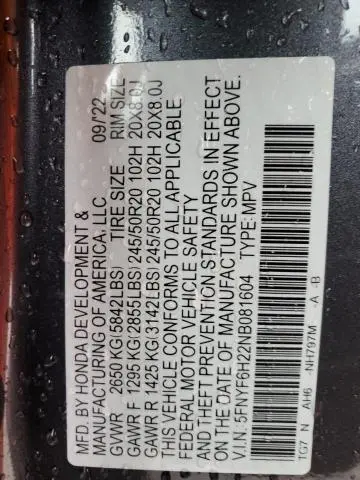 MFD. BY HONDA DEVELOPMENT &
MANUFACTURING OF AMERICA, LLC 09/22
GVWR 2650 KG(5842LBS) TIRE SIZE RIM SIZE
GAWR F 1295 KG(2855LBS) 245/50R20 102H 20X8.0J
GAWR R 1425 KG(3142LBS) 245/50R20 102H 20X8.0J
THIS VEHICLE CONFORMS TO ALL APPLICABLE
FEDERAL MOTOR VEHICLE SAFETY
AND THEFT PREVENTION STANDARDS IN EFFECT
ON THE DATE OF MANUFACTURE SHOWN ABOVE.
V.I.N. 5FNYF6H22NB081604 TYPE: MPV
TG7 N AH6 -NH797M -A -B